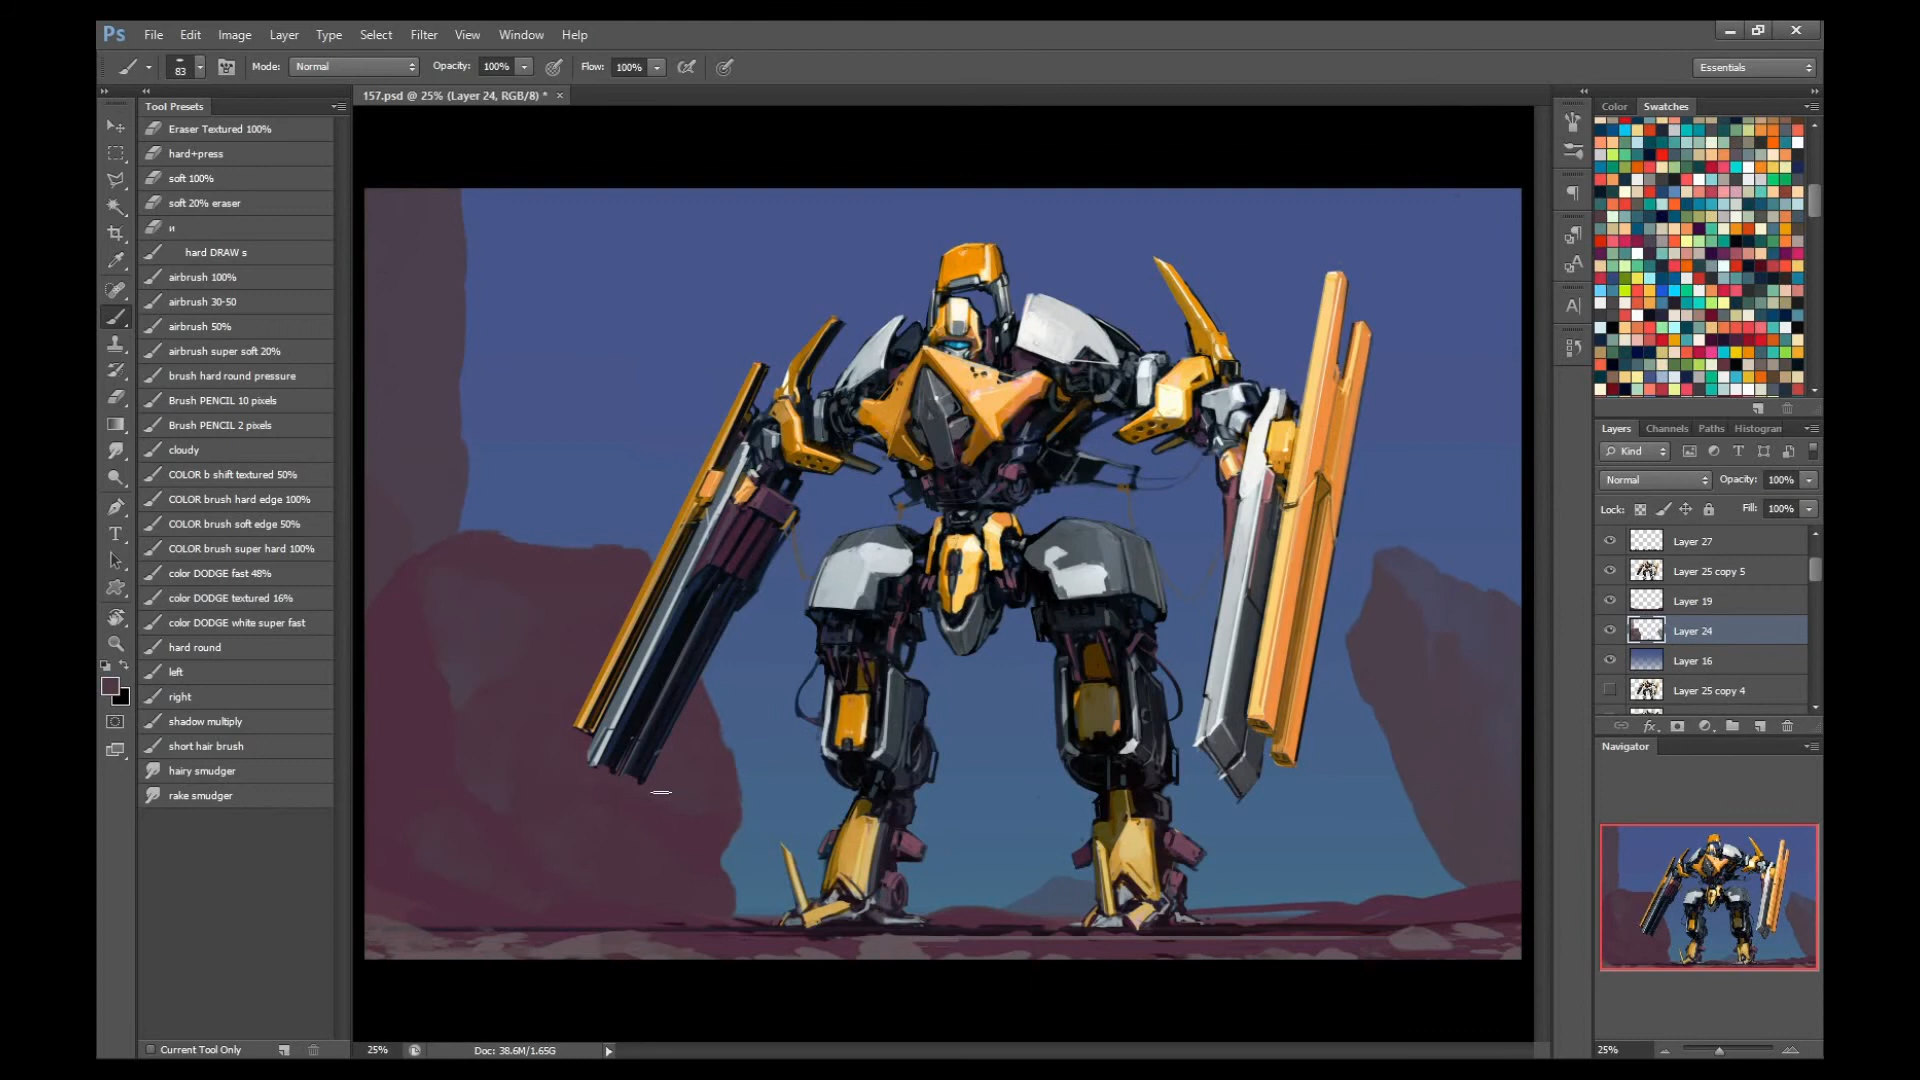 Ps File Edit Image Layer Type Select Filter View Window Help
83 Mode: Normal Opacity: 100% Flow: 100% Essentials
157.psd @ 25% (Layer 24, RGB/8) *
Tool Presets
Eraser Textured 100%
hard+press
soft 100%
soft 20% eraser
и
hard DRAW s
airbrush 100%
airbrush 30-50
airbrush 50%
airbrush super soft 20%
brush hard round pressure
Brush PENCIL 10 pixels
Brush PENCIL 2 pixels
cloudy
COLOR b shift textured 50%
COLOR brush hard edge 100%
COLOR brush soft edge 50%
COLOR brush super hard 100%
color DODGE fast 48%
color DODGE textured 16%
color DODGE white super fast
hard round
left
right
shadow multiply
short hair brush
hairy smudger
rake smudger
Current Tool Only
25% Doc: 38.6M/1.65G
Color Swatches
Layers Channels Paths Histogran
Kind
Normal Opacity: 100%
Lock: Fill: 100%
Layer 27
Layer 25 copy 5
Layer 19
Layer 24
Layer 16
Layer 25 copy 4
Navigator
25%